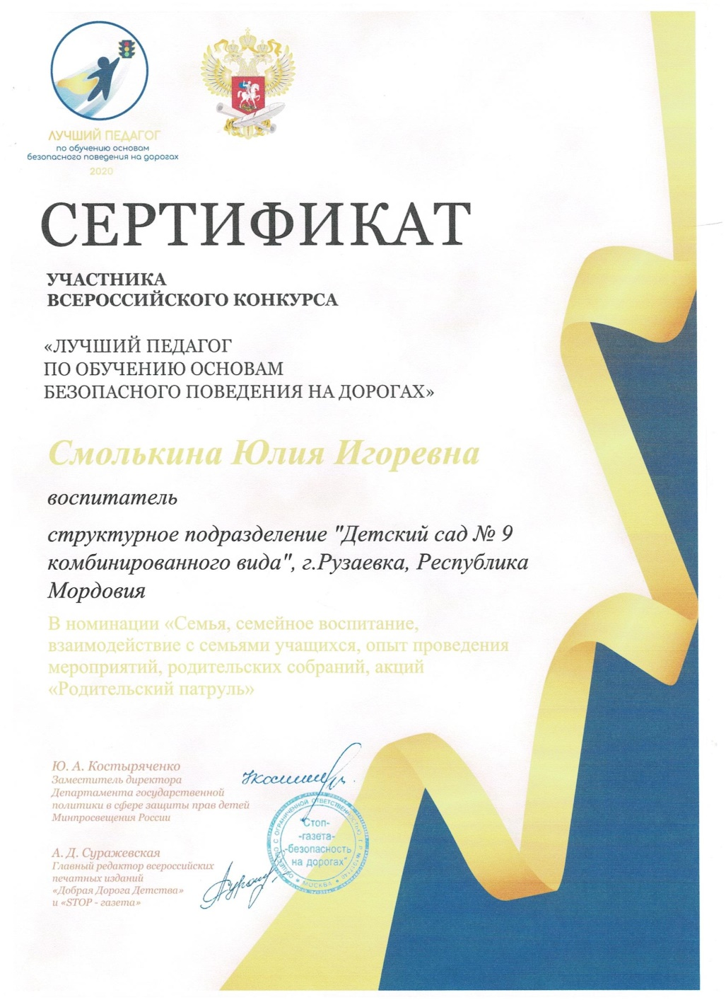 ЛУЧШИЙ ПЕДАГОГ
по обучению основам
безопасного поведения на дорогах
2020
СЕРТИФИКАТ
УЧАСТНИКА
ВСЕРОССИЙСКОГО КОНКУРСА
«ЛУЧШИЙ ПЕДАГОГ
ПО ОБУЧЕНИЮ ОСНОВАМ
БЕЗОПАСНОГО ПОВЕДЕНИЯ НА ДОРОГАХ»
Смолькина Юлия Игоревна
воспитатель
структурное подразделение "Детский сад № 9
комбинированного вида", г.Рузаевка, Республика
Мордовия
В номинации «Семья, семейное воспитание,
взаимодействие с семьями учащихся, опыт проведения
мероприятий, родительских собраний, акций
«Родительский патруль»
Ю. А. Костыряченко
Заместитель директора
Департамента государственной
политики в сфере защиты прав детей
Минпросвещения России
А. Д. Суражевская
Главный редактор всероссийских
печатных изданий
«Добрая Дорога Детства»
и «STOP - газета»
ОБЩЕСТВО С ОГРАНИЧЕННОЙ ОТВЕТСТВЕННОСТЬЮ
"Стоп-
-газета-
-безопасность
на дорогах"
МОСКВА